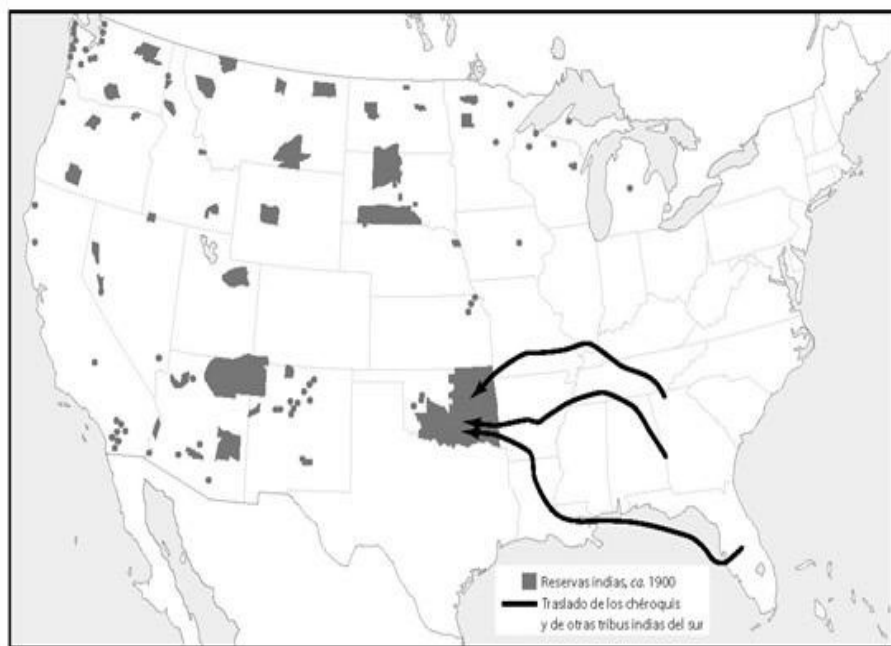 Reservas indias, ca. 1900
Traslado de los chéroquis
y de otras tribus indias del sur